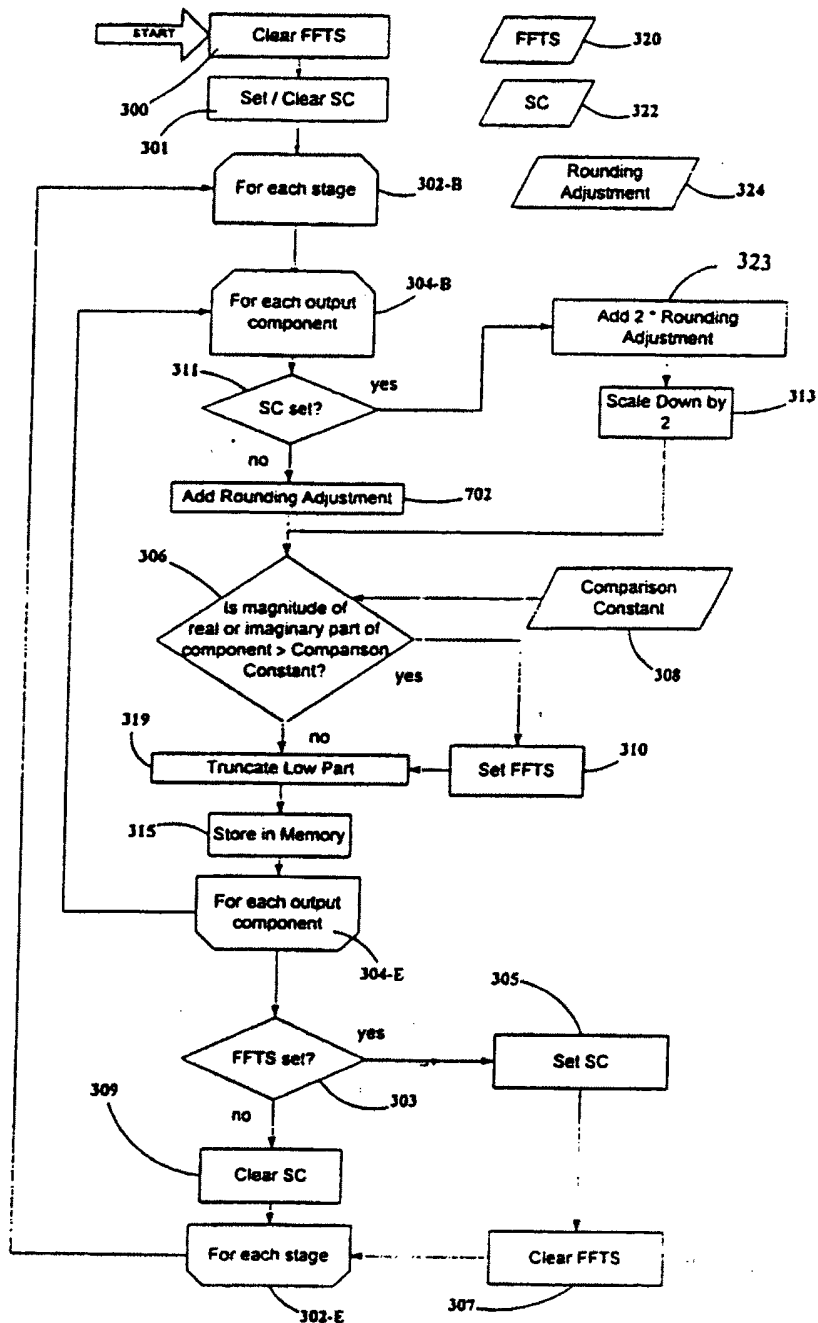 START
Clear FFTS
FFTS
320
300
Set / Clear SC
SC
322
301
For each stage
302-B
Rounding
Adjustment
324
For each output
component
304-B
323
Add 2 * Rounding
Adjustment
311
yes
SC set?
Scale Down by
2
313
no
Add Rounding Adjustment
702
306
Comparison
Constant
Is magnitude of
real or imaginary part of
component > Comparison
Constant?
yes
308
319
no
Truncate Low Part
Set FFTS
310
315
Store in Memory
For each output
component
304-E
305
yes
FFTS set?
Set SC
303
309
no
Clear SC
For each stage
Clear FFTS
302-E
307